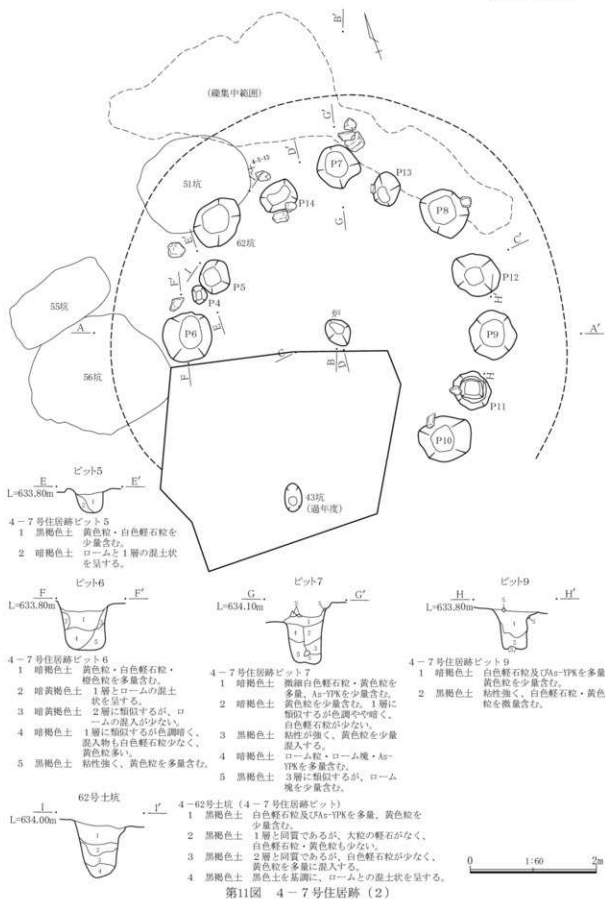 B'
(礫集中範囲)
G'
D'
4-1-13
P7
P13
51坑
P14
P8
G
62坑
E'
C'
I
P5
P12
F'
H'
55坑
P4
炉
A
P6
E
P9
A'
C
B
D
H
56坑
F
P11
P10
43坑
(過年度)
ピット5
E E'
L=633.80m
1
2
4-7号住居跡ピット5
1 黒褐色土 黄色粒・白色軽石粒を
少量含む。
2 暗褐色土 ロームと1層の混土状
を呈する。
ピット6
F F'
L=633.80m
4-7号住居跡ピット6
1 暗褐色土 黄色粒・白色軽石粒・
橙色粒を多量含む。
2 暗黄褐色土 1層とロームの混土
状を呈する。
3 暗黄褐色土 2層に類似するが、ロ
ームの混入が少ない。
4 暗褐色土 1層に類似するが色調暗く、
混入物も白色軽石粒少なく、
黄色粒多い。
5 黒褐色土 粘性強く、黄色粒を多量含む。
ピット7
G G'
L=634.10m
4-7号住居跡ピット7
1 暗褐色土 微細白色軽石粒・黄色粒を
多量、As-YPKを少量含む。
2 暗褐色土 黄色粒を少量含む。1層に
類似するが色調やや暗く、
白色軽石粒が少ない。
3 黒褐色土 粘性が強く、黄色粒を少量
混入する。
4 暗褐色土 ローム粒・ローム塊・As-
YPKを多量含む。
5 黒褐色土 3層に類似するが、ローム
塊を少量含む。
ピット9
H H'
L=633.80m
4-7号住居跡ピット9
1 暗褐色土 白色軽石粒及びAs-YPKを多量、
黄色粒を少量含む。
2 黒褐色土 粘性強く、白色軽石粒・黄色
粒を微量含む。
62号土坑
I I'
L=634.00m
1
2
3
4
4-62号土坑(4-7号住居跡ピット)
1 黒褐色土 白色軽石粒及びAs-YPKを多量、黄色粒を
少量含む。
2 黒褐色土 1層と同質であるが、大粒の軽石がなく、
白色軽石粒・黄色粒も少ない。
3 黒褐色土 2層と同質であるが、白色軽石粒が少なく、
黄色粒を多量に混入する。
4 黒褐色土 黒色土を基調に、ロームとの混土状を呈する。
0 1:60 2m
第11図 4-7号住居跡(2)